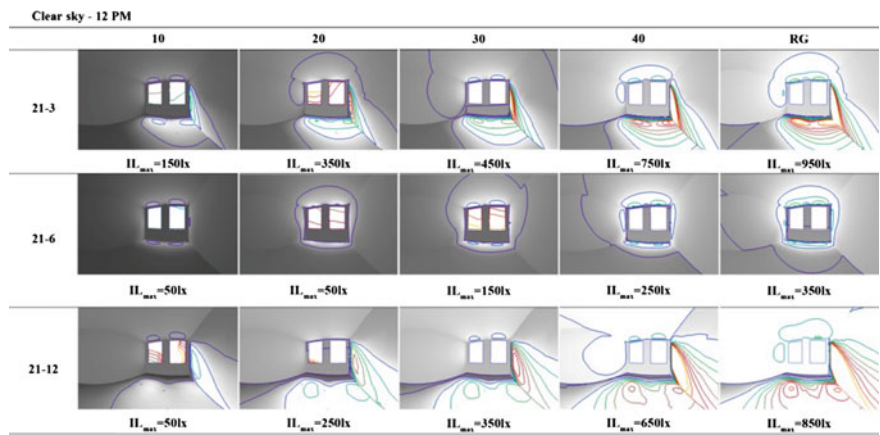 Clear sky - 12 PM
10 20 30 40 RG
21-3
IL_max=150lx IL_max=350lx IL_max=450lx IL_max=750lx IL_max=950lx
21-6
IL_max=50lx IL_max=50lx IL_max=150lx IL_max=250lx IL_max=350lx
21-12
IL_max=50lx IL_max=250lx IL_max=350lx IL_max=650lx IL_max=850lx